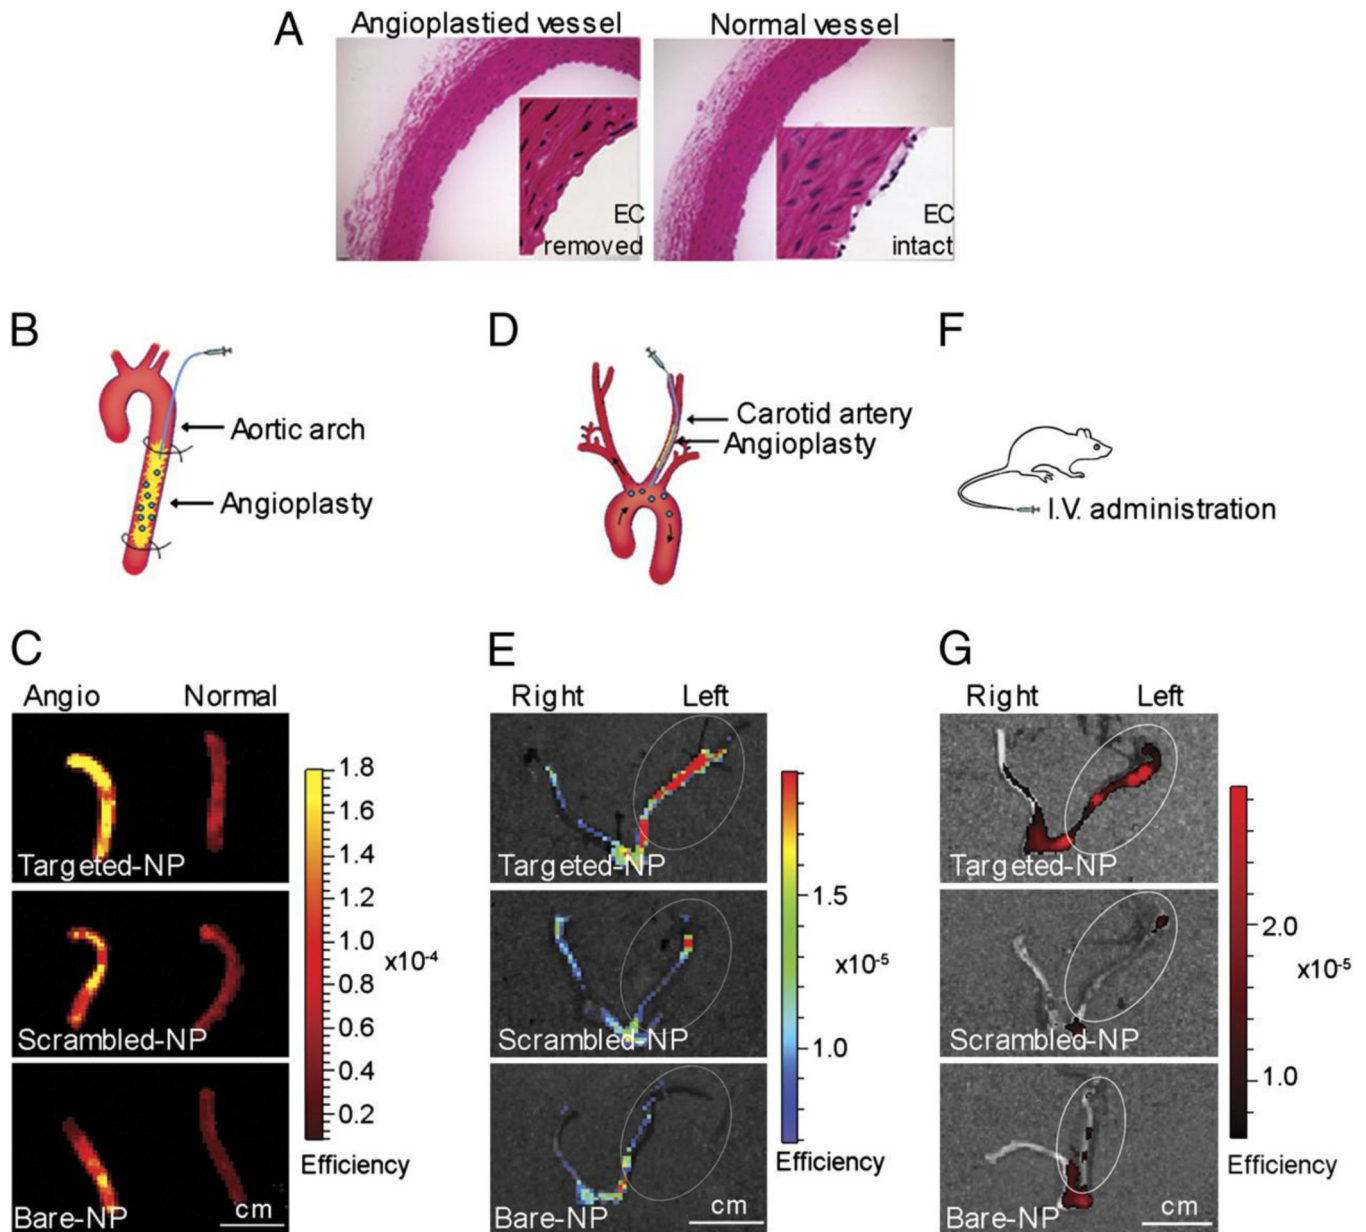 A
Angioplastied vessel
Normal vessel
EC
removed
EC
intact
B
Aortic arch
Angioplasty
D
Carotid artery
Angioplasty
F
I.V. administration
C
Angio
Normal
Targeted-NP
Scrambled-NP
Bare-NP
cm
1.8
1.6
1.4
1.2
1.0
0.8
0.6
0.4
0.2
x10-4
Efficiency
E
Right
Left
Targeted-NP
Scrambled-NP
Bare-NP
cm
1.5
1.0
x10-5
Efficiency
G
Right
Left
Targeted-NP
Scrambled-NP
Bare-NP
cm
2.0
1.0
x10-5
Efficiency